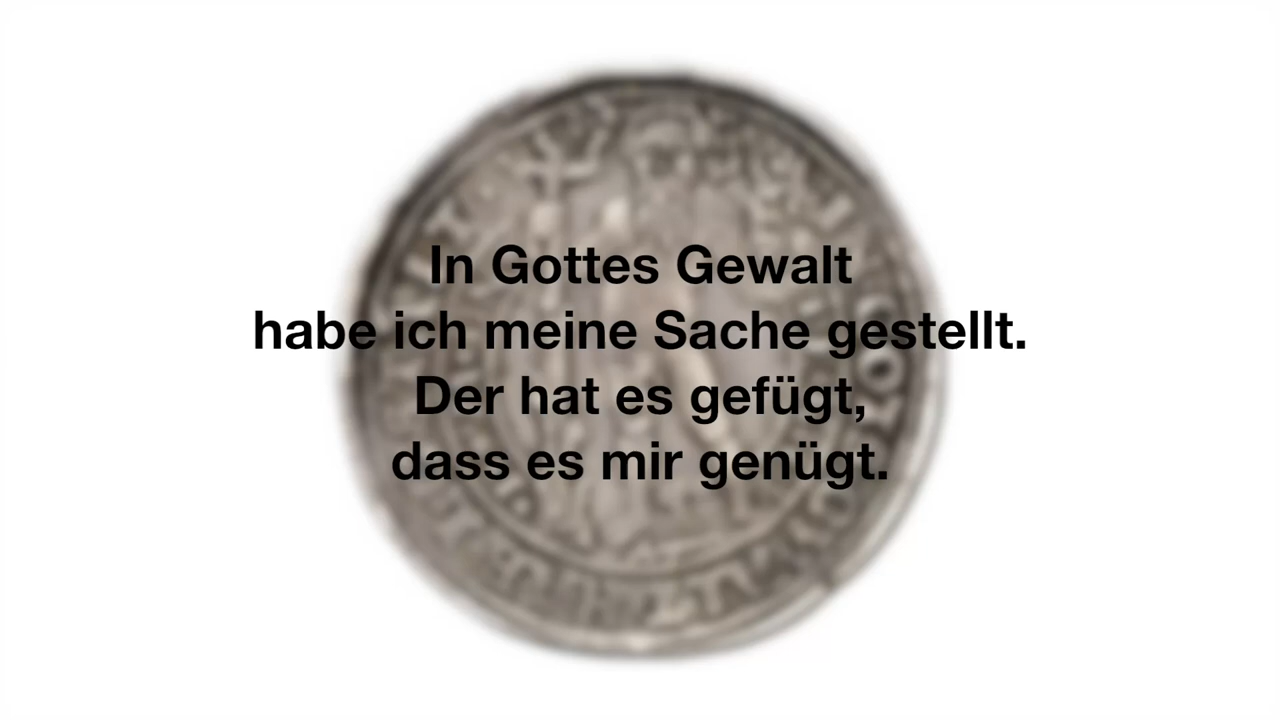 In Gottes Gewalt
habe ich meine Sache gestellt.
Der hat es gefügt,
dass es mir genügt.